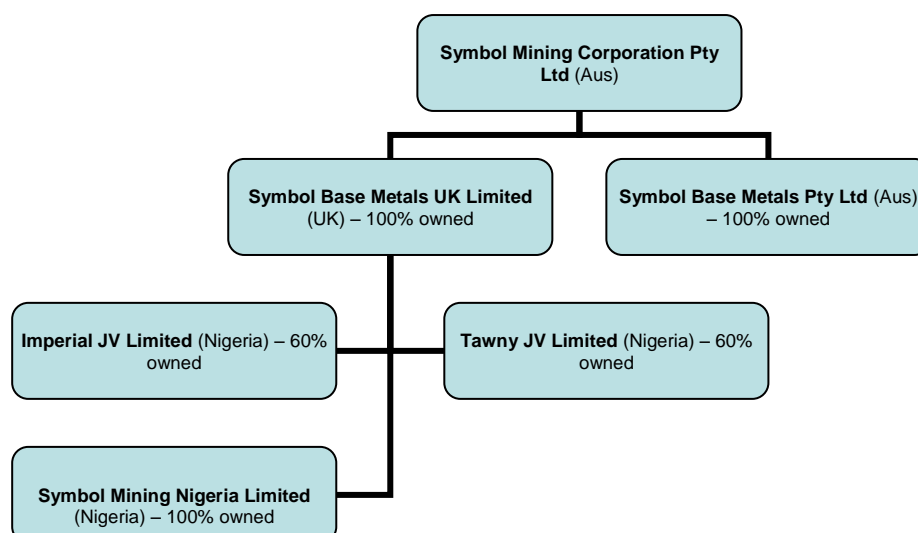 Symbol Mining Corporation Pty
Ltd (Aus)
Symbol Base Metals UK Limited
(UK) – 100% owned
Symbol Base Metals Pty Ltd (Aus)
– 100% owned
Imperial JV Limited (Nigeria) – 60%
owned
Tawny JV Limited (Nigeria) – 60%
owned
Symbol Mining Nigeria Limited
(Nigeria) – 100% owned